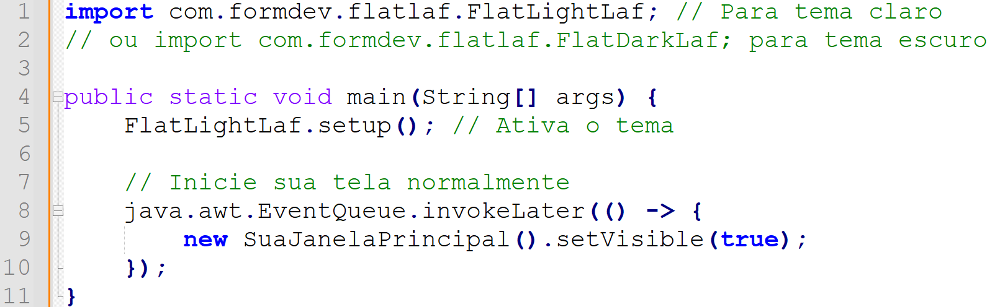 1 import com.formdev.flatlaf.FlatLightLaf; // Para tema claro
2 // ou import com.formdev.flatlaf.FlatDarkLaf; para tema escuro
3
4 public static void main(String[] args) {
5     FlatLightLaf.setup(); // Ativa o tema
6
7     // Inicie sua tela normalmente
8     java.awt.EventQueue.invokeLater(() -> {
9         new SuaJanelaPrincipal().setVisible(true);
10     });
11 }